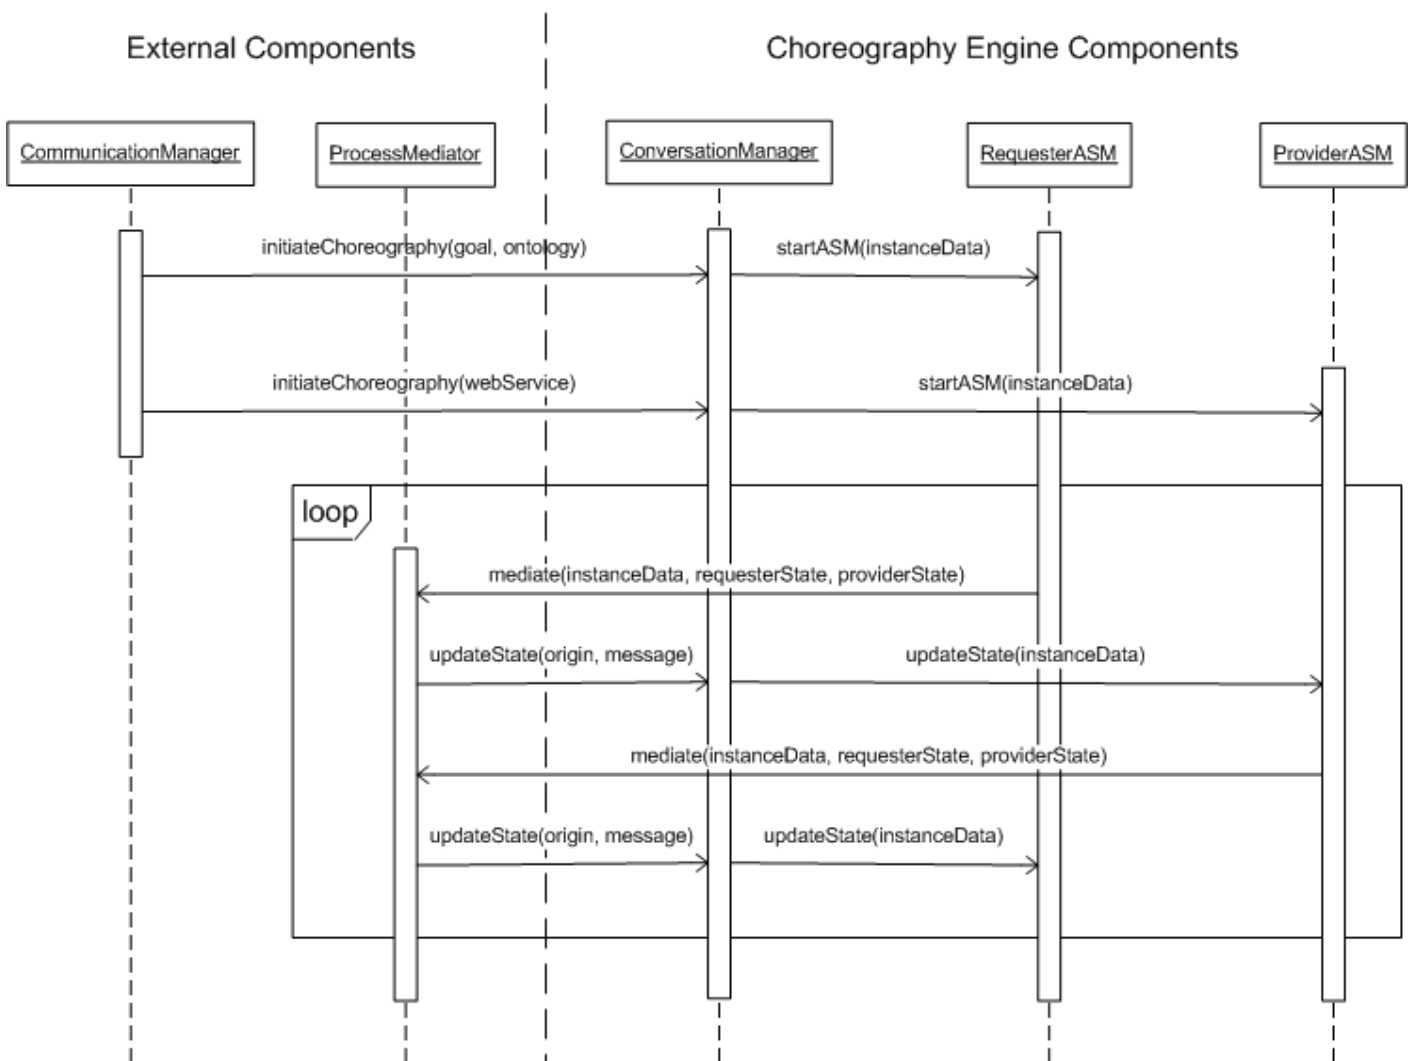 External Components
Choreography Engine Components
CommunicationManager
ProcessMediator
ConversationManager
RequesterASM
ProviderASM
initiateChoreography(goal, ontology)
startASM(instanceData)
initiateChoreography(webService)
startASM(instanceData)
loop
mediate(instanceData, requesterState, providerState)
updateState(origin, message)
updateState(instanceData)
mediate(instanceData, requesterState, providerState)
updateState(origin, message)
updateState(instanceData)